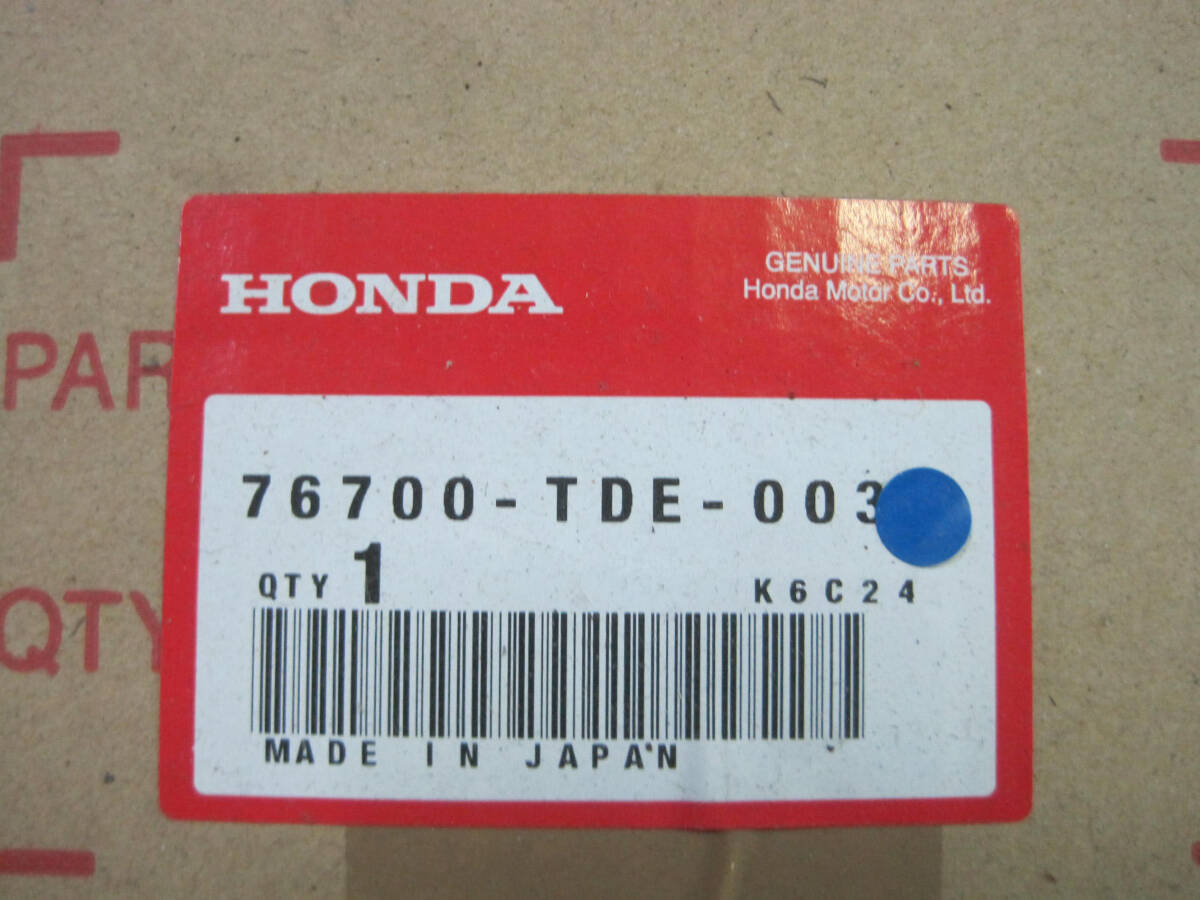 HONDA
GENUINE PARTS
Honda Motor Co., Ltd.
PAR
76700-TDE-003
QTY 1
K6C24
QTY
MADE IN JAPAN